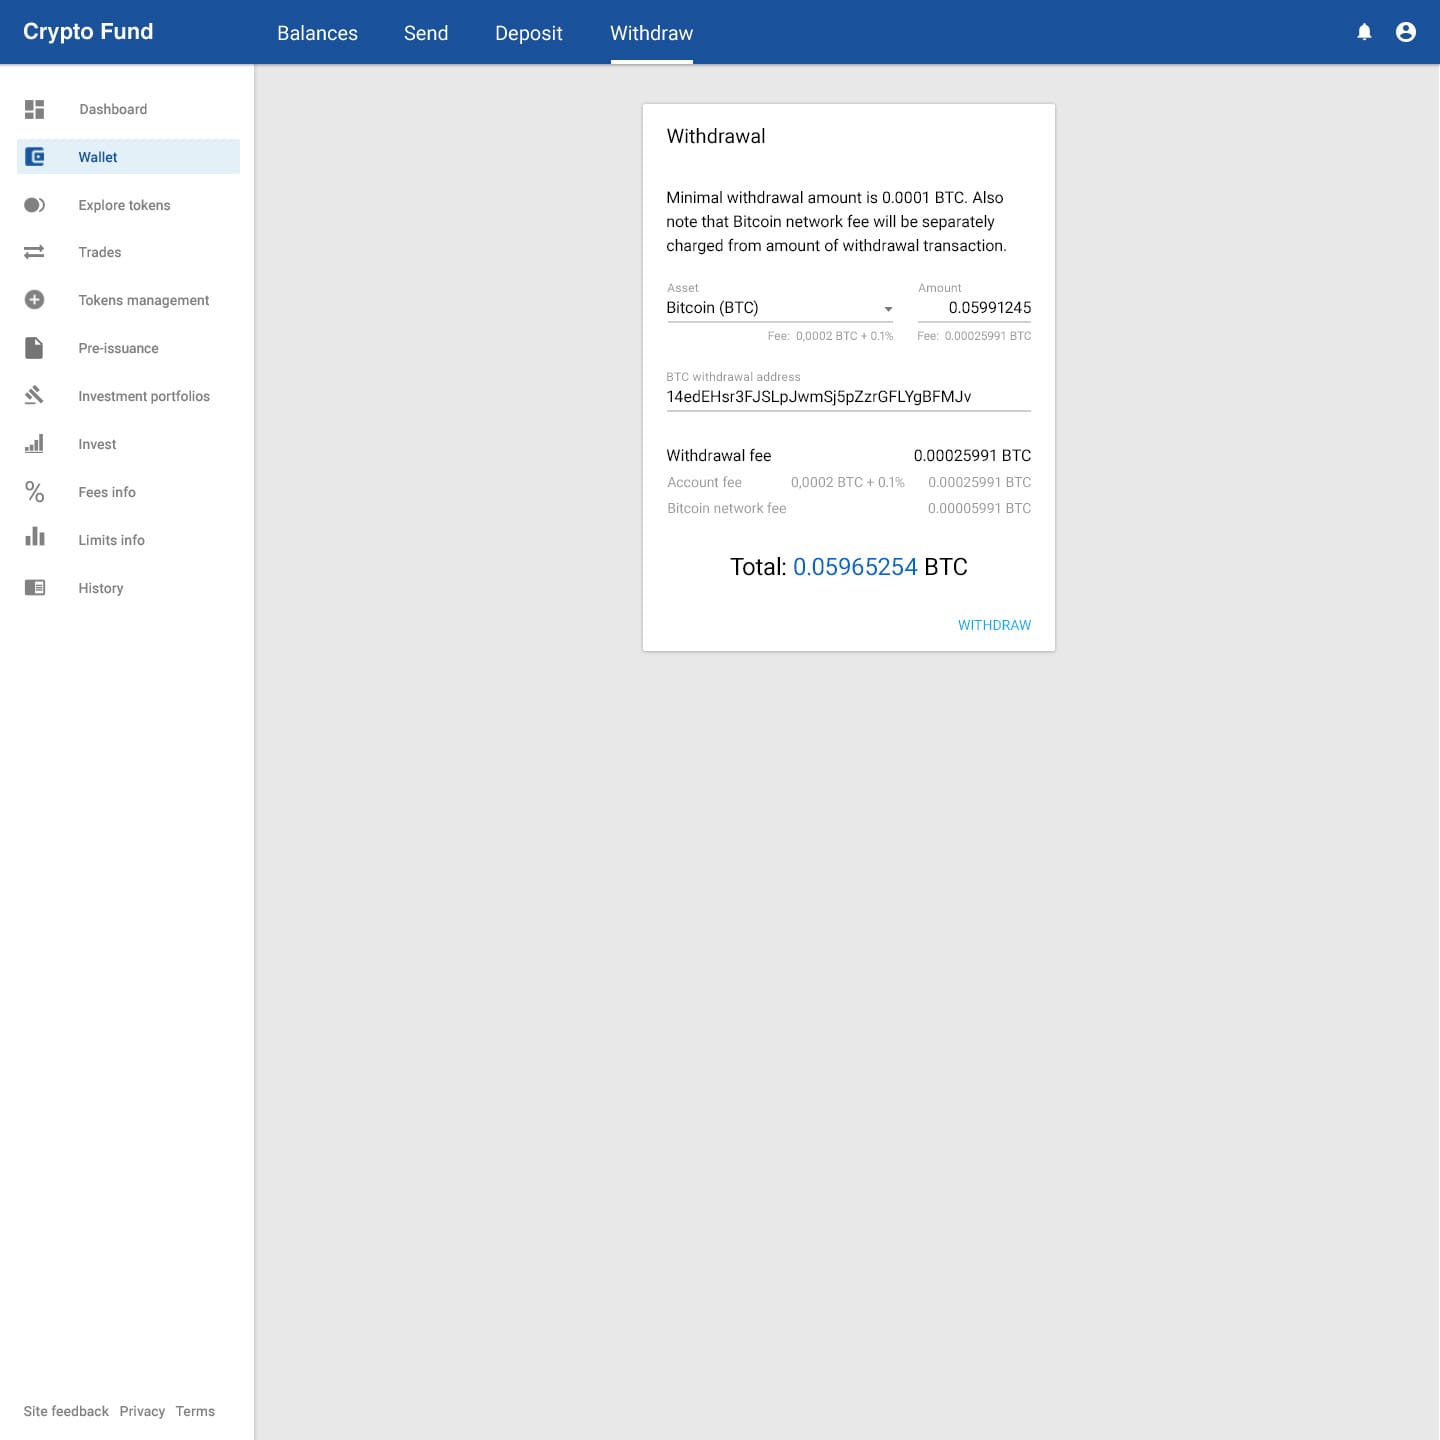 Crypto Fund
Balances
Send
Deposit
Withdraw
Dashboard
Wallet
Explore tokens
Trades
Tokens management
Pre-issuance
Investment portfolios
Invest
Fees info
Limits info
History
Site feedback Privacy Terms
Withdrawal
Minimal withdrawal amount is 0.0001 BTC. Also
note that Bitcoin network fee will be separately
charged from amount of withdrawal transaction.
Asset
Bitcoin (BTC)
Fee: 0,0002 BTC + 0.1%
Amount
0.05991245
Fee: 0.00025991 BTC
BTC withdrawal address
14edEHsr3FJSLpJwmSj5pZzrGFLYgBFMJv
Withdrawal fee 0.00025991 BTC
Account fee 0,0002 BTC + 0.1% 0.00025991 BTC
Bitcoin network fee 0.00005991 BTC
Total: 0.05965254 BTC
WITHDRAW